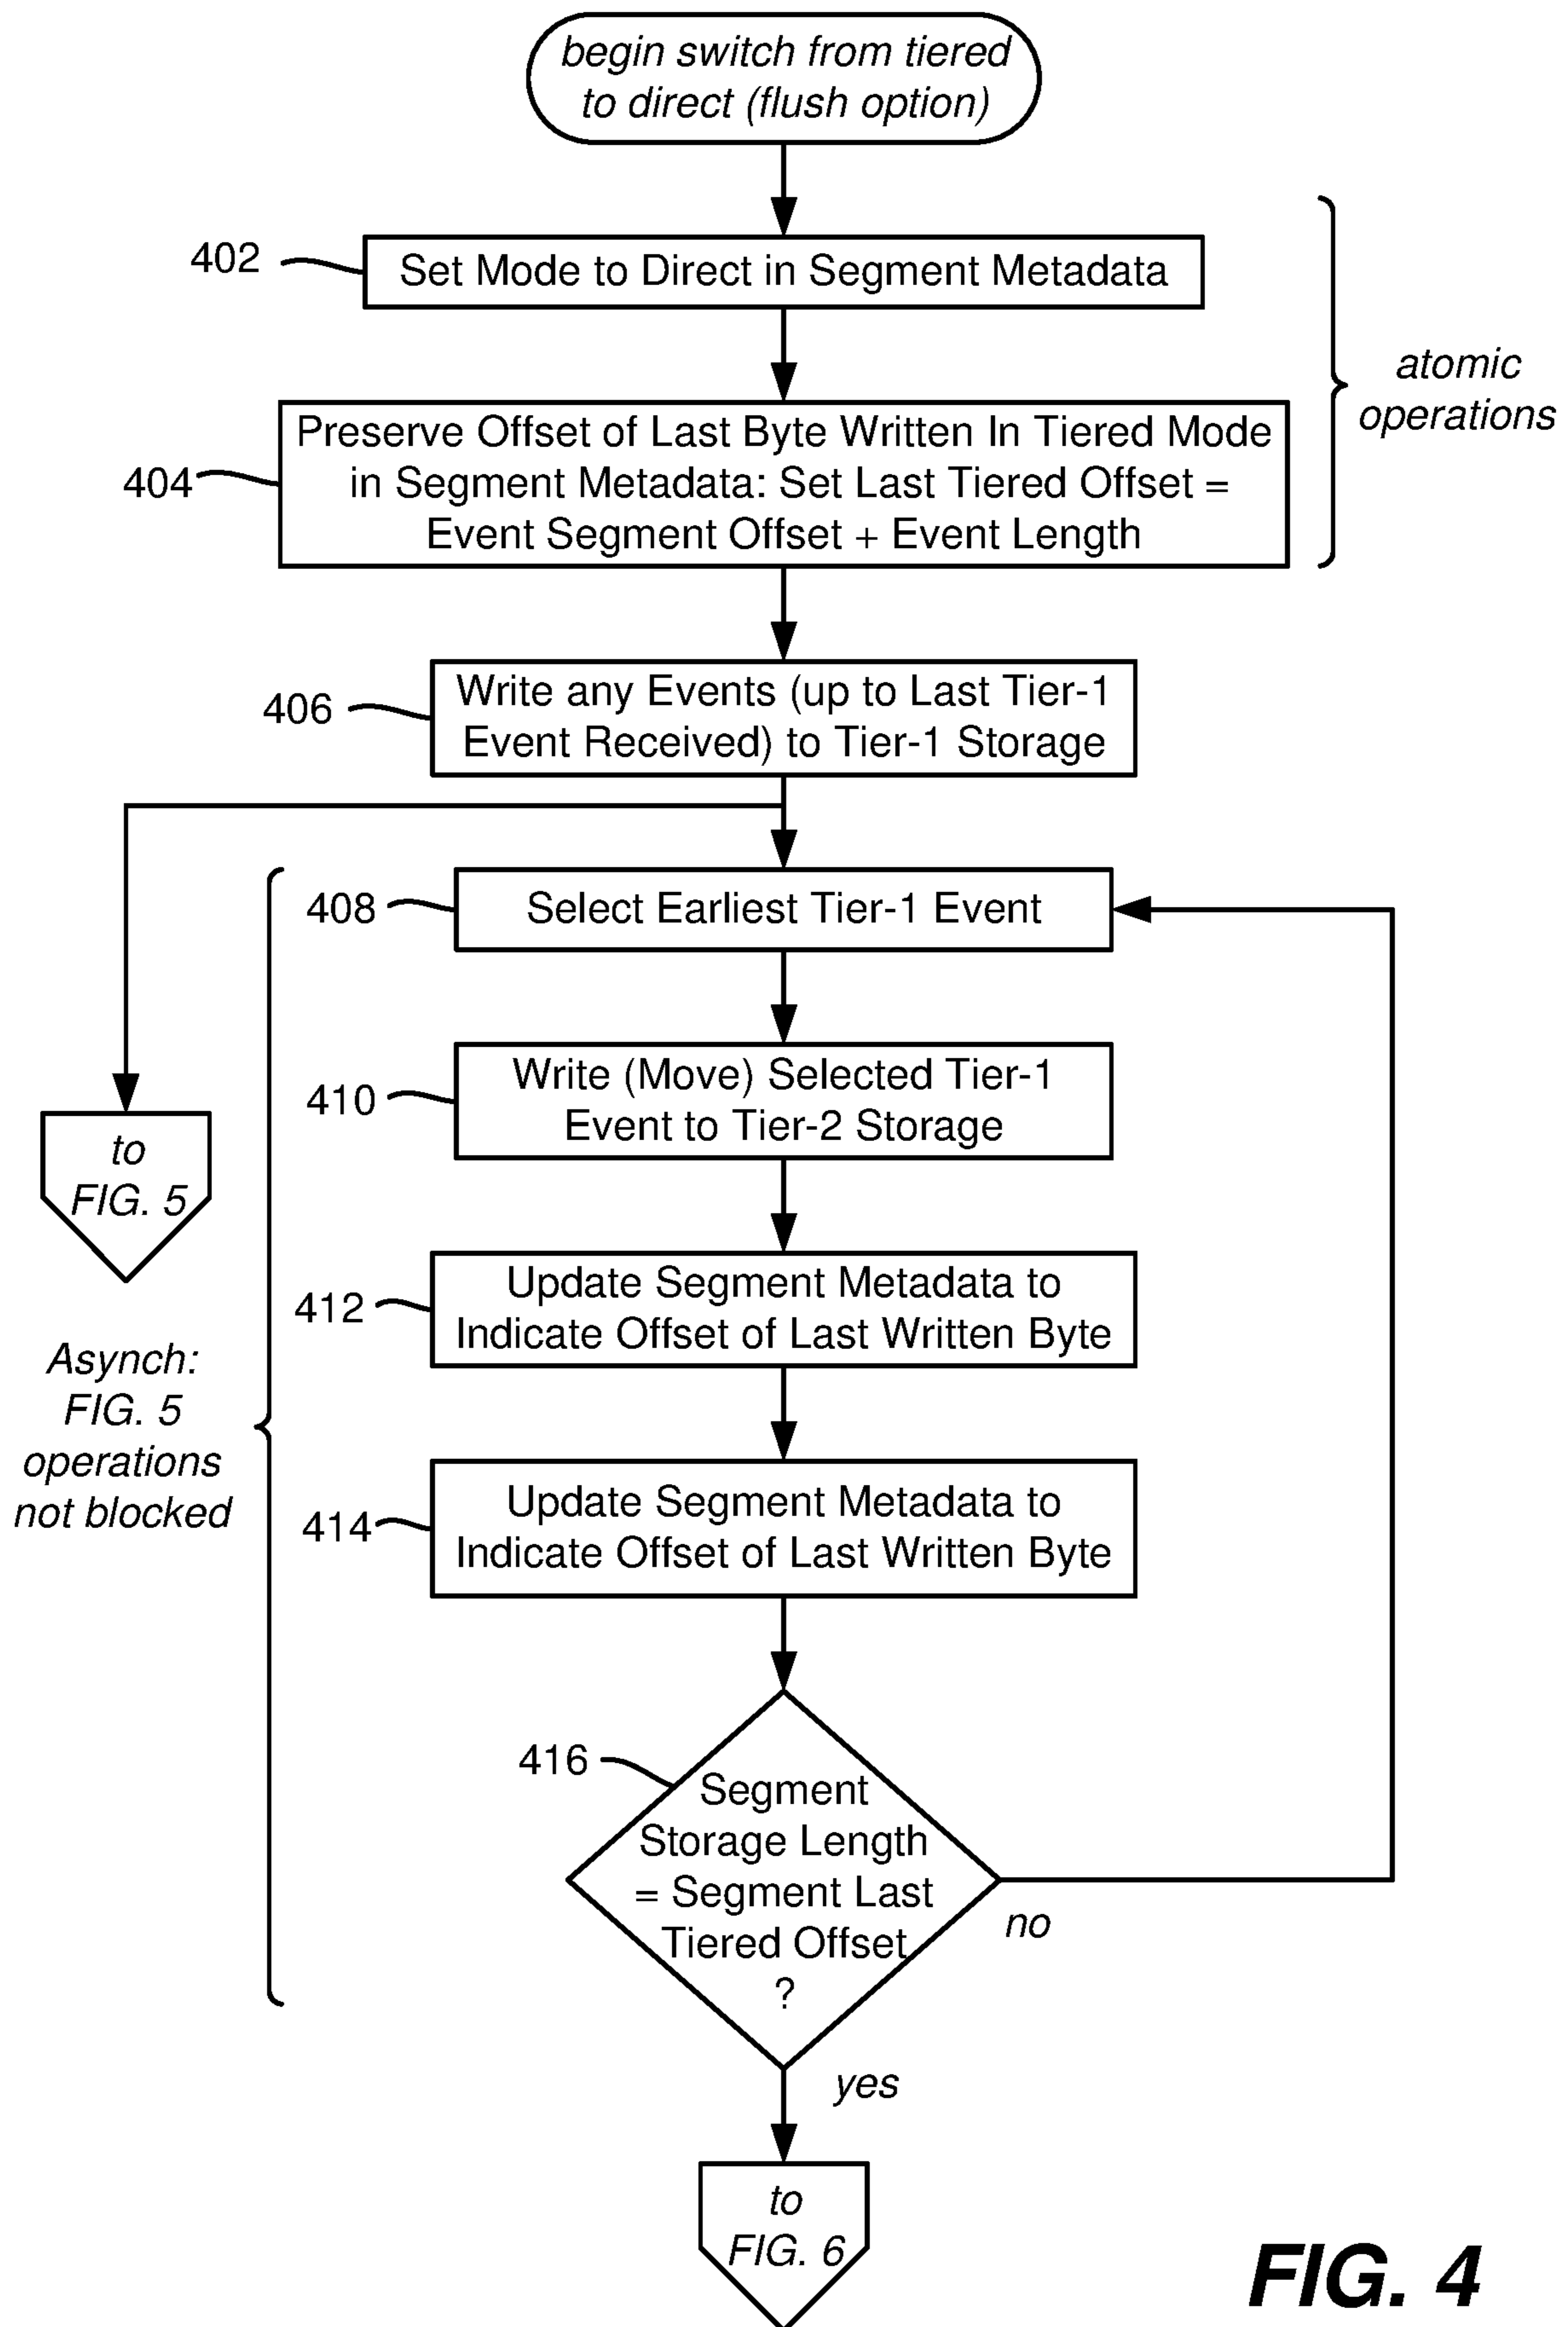 begin switch from tiered
to direct (flush option)
402
Set Mode to Direct in Segment Metadata
atomic
operations
404
Preserve Offset of Last Byte Written In Tiered Mode
in Segment Metadata: Set Last Tiered Offset =
Event Segment Offset + Event Length
406
Write any Events (up to Last Tier-1
Event Received) to Tier-1 Storage
408
Select Earliest Tier-1 Event
410
Write (Move) Selected Tier-1
Event to Tier-2 Storage
to
FIG. 5
412
Update Segment Metadata to
Indicate Offset of Last Written Byte
Asynch:
FIG. 5
operations
not blocked
414
Update Segment Metadata to
Indicate Offset of Last Written Byte
416
Segment
Storage Length
= Segment Last
Tiered Offset
?
no
yes
to
FIG. 6
FIG. 4